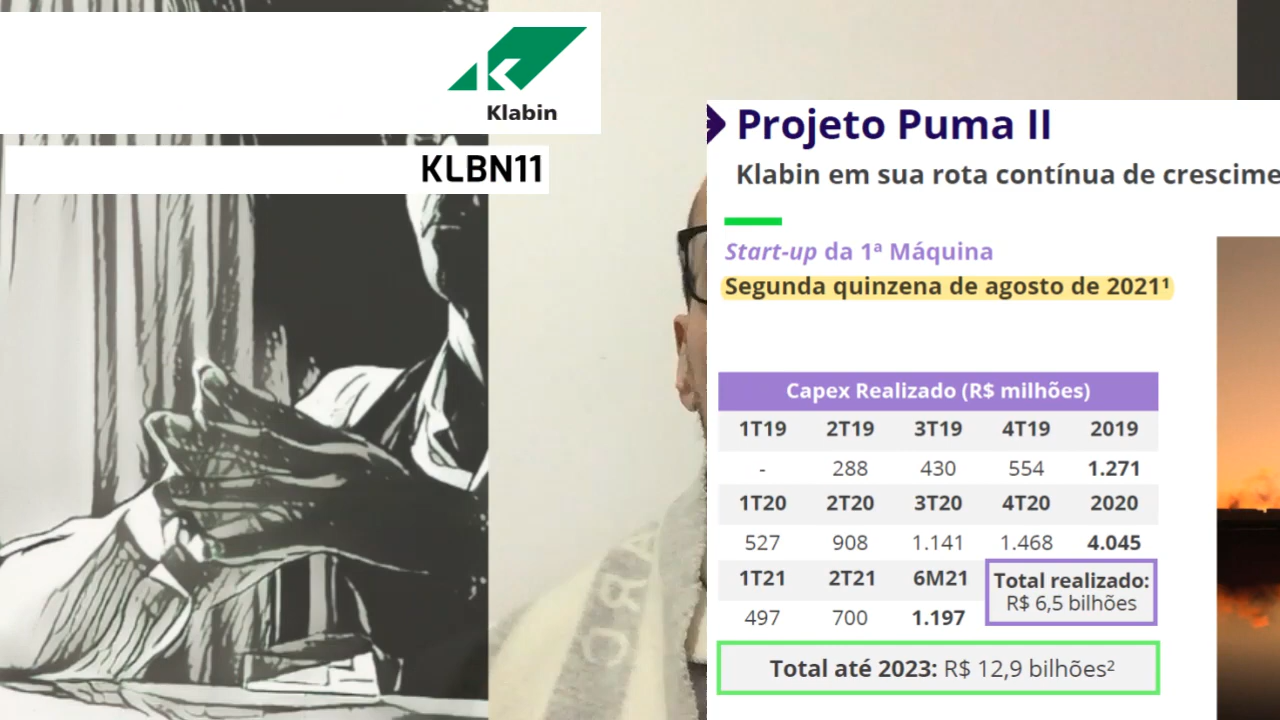 Klabin
KLBN11
Projeto Puma II
Klabin em sua rota contínua de crescime
Start-up da 1ª Máquina
Segunda quinzena de agosto de 2021¹
Capex Realizado (R$ milhões)
1T19 2T19 3T19 4T19 2019
- 288 430 554 1.271
1T20 2T20 3T20 4T20 2020
527 908 1.141 1.468 4.045
1T21 2T21 6M21
497 700 1.197
Total realizado:
R$ 6,5 bilhões
Total até 2023: R$ 12,9 bilhões²